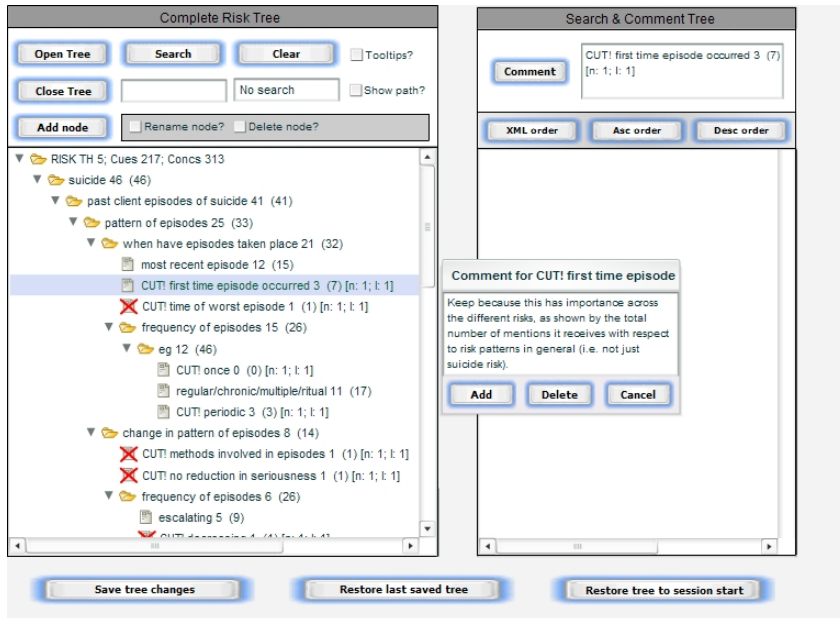 Complete Risk Tree
Open Tree
Search
Clear
Tooltips?
Close Tree
No search
Show path?
Add node
Rename node?
Delete node?
RISK TH 5; Cues 217; Concs 313
suicide 46 (46)
past client episodes of suicide 41 (41)
pattern of episodes 25 (33)
when have episodes taken place 21 (32)
most recent episode 12 (15)
CUT! first time episode occurred 3 (7) [n: 1; l: 1]
CUT! time of worst episode 1 (1) [n: 1; l: 1]
frequency of episodes 15 (26)
eg 12 (46)
CUT! once 0 (0) [n: 1; l: 1]
regular/chronic/multiple/ritual 11 (17)
CUT! periodic 3 (3) [n: 1; l: 1]
change in pattern of episodes 8 (14)
CUT! methods involved in episodes 1 (1) [n: 1; l: 1]
CUT! no reduction in seriousness 1 (1) [n: 1; l: 1]
frequency of episodes 6 (26)
escalating 5 (9)
CUT! decreasing 1 (1) [n: 1; l: 1]
Search & Comment Tree
Comment
CUT! first time episode occurred 3 (7)
[n: 1; l: 1]
XML order
Asc order
Desc order
Comment for CUT! first time episode
Keep because this has importance across
the different risks, as shown by the total
number of mentions it receives with respect
to risk patterns in general (i.e. not just
suicide risk).
Add
Delete
Cancel
Save tree changes
Restore last saved tree
Restore tree to session start